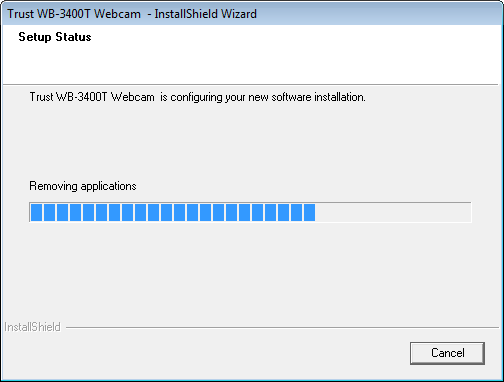 Trust WB-3400T Webcam  - InstallShield Wizard
Setup Status
Trust WB-3400T Webcam  is configuring your new software installation.
Removing applications
InstallShield
Cancel